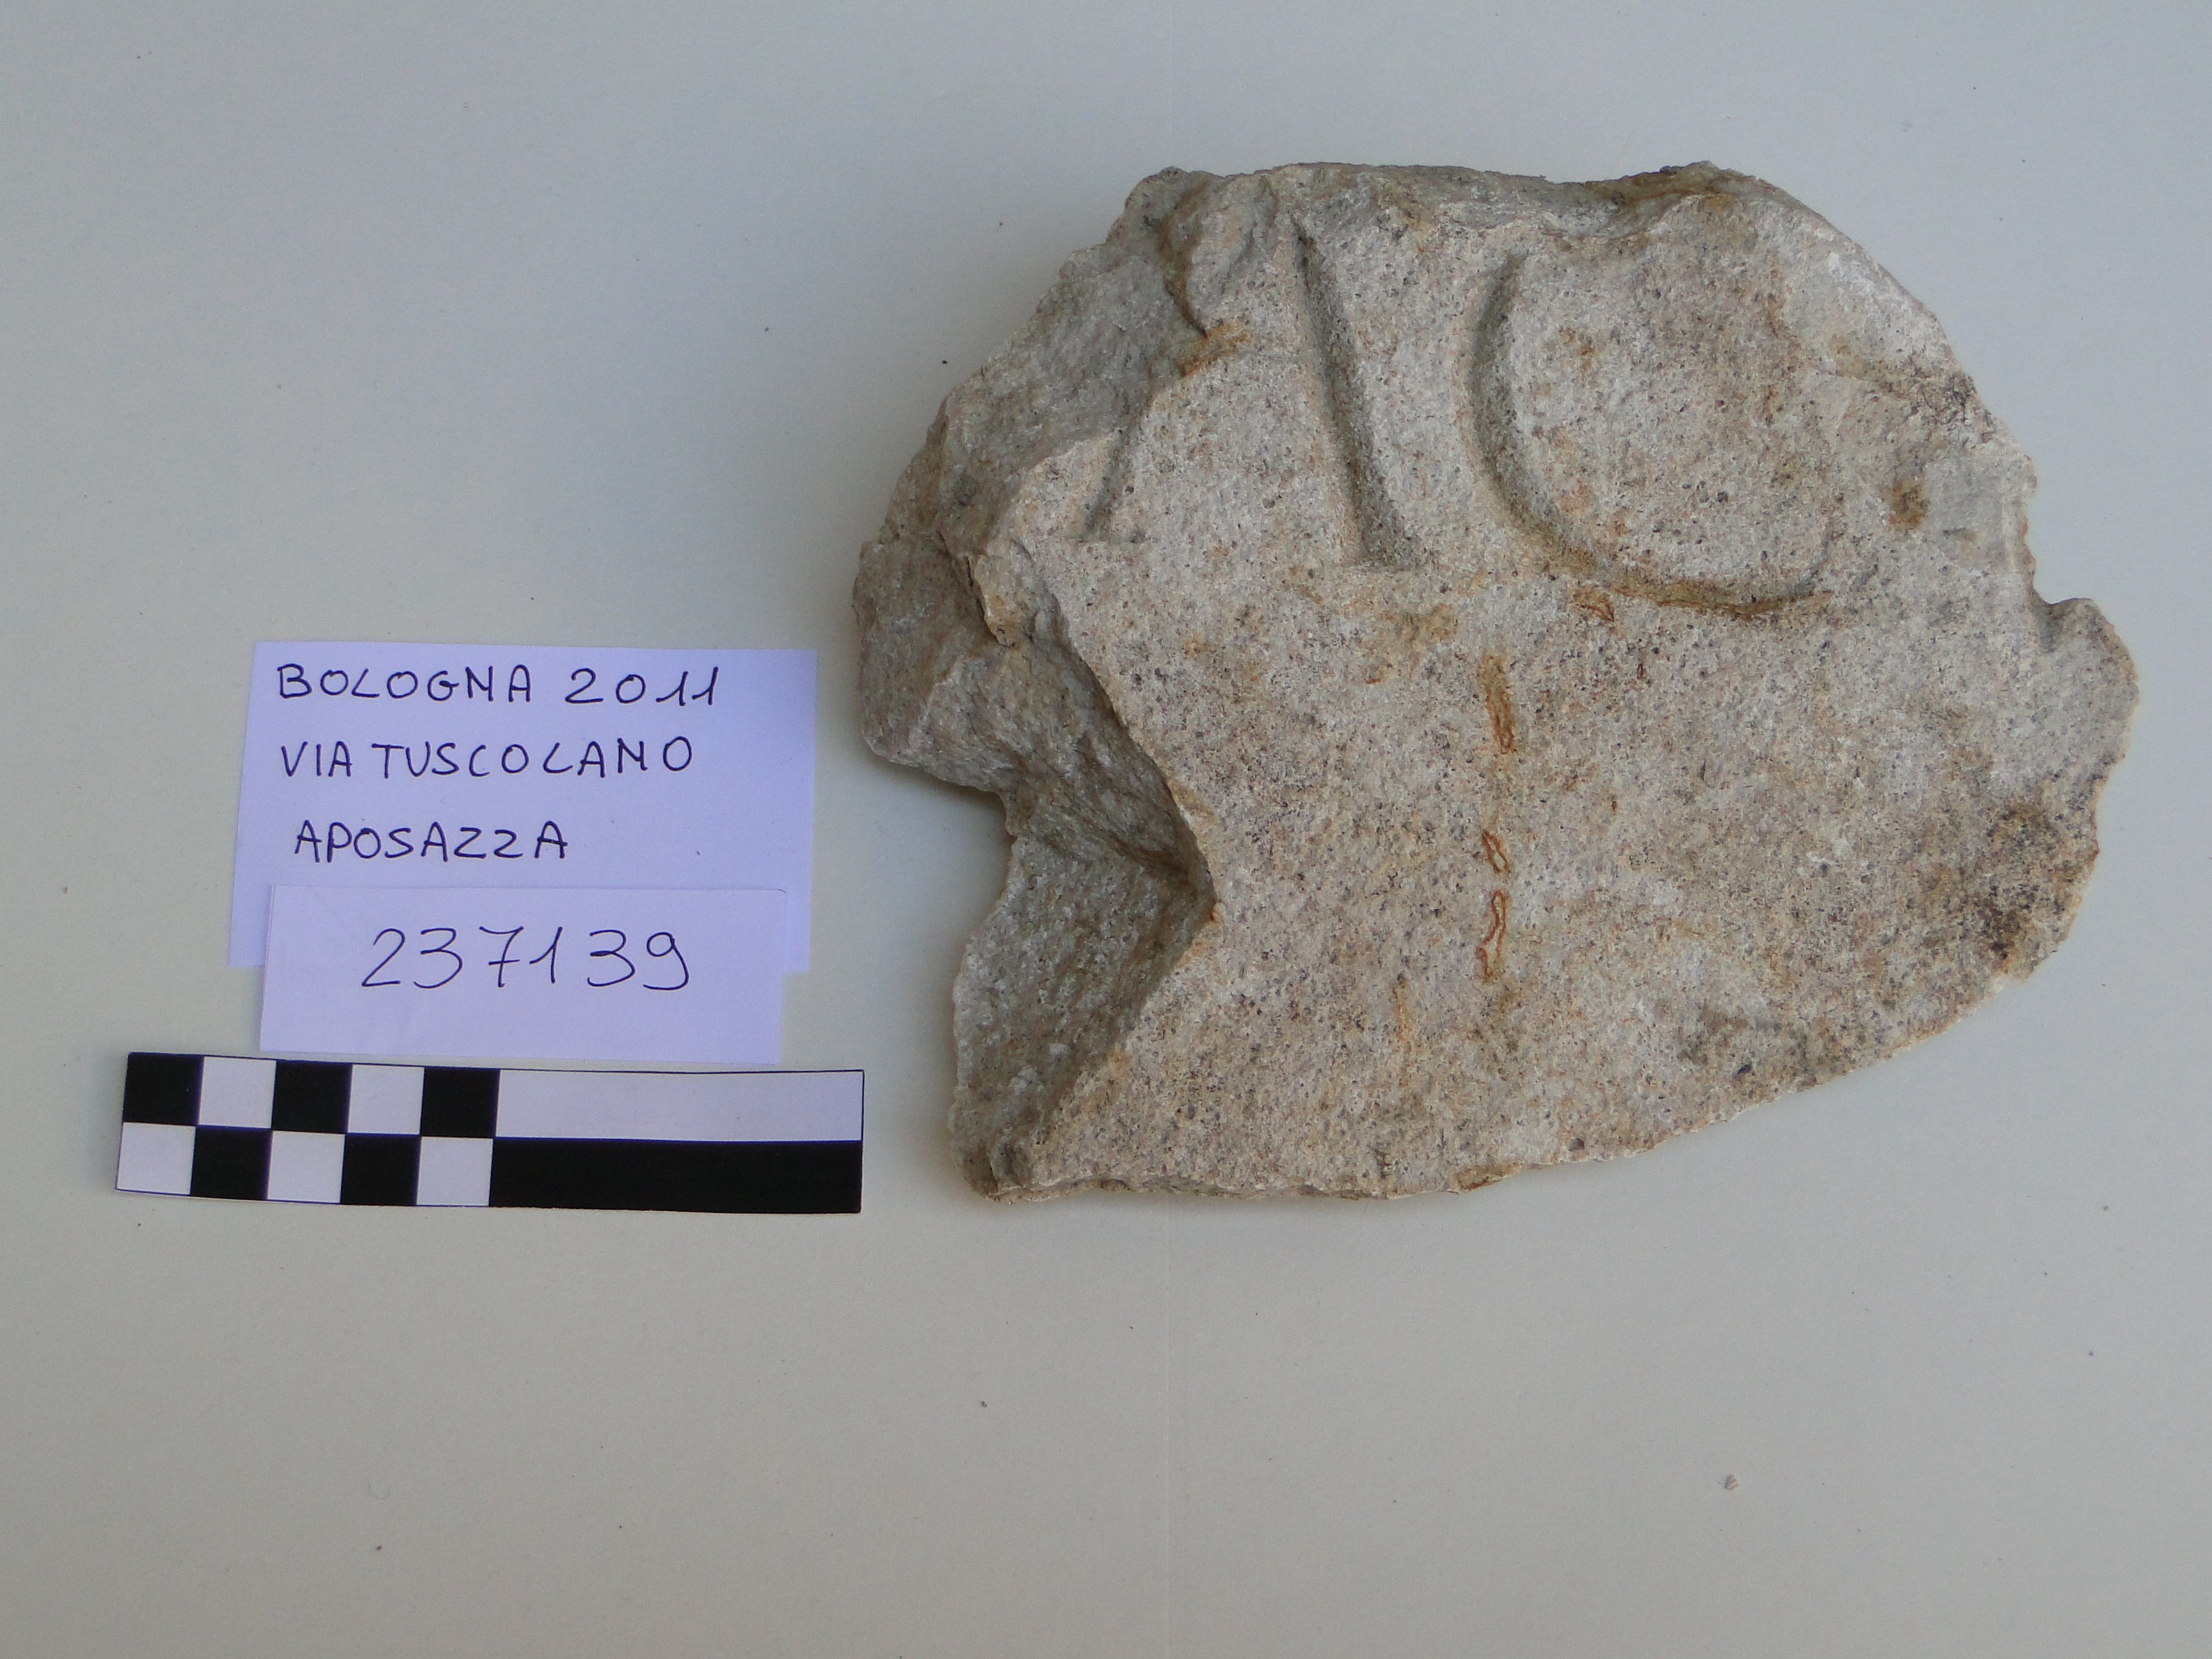 BOLOGNA 2011
VIA TUSCOLANO
APOSAZZA
237139